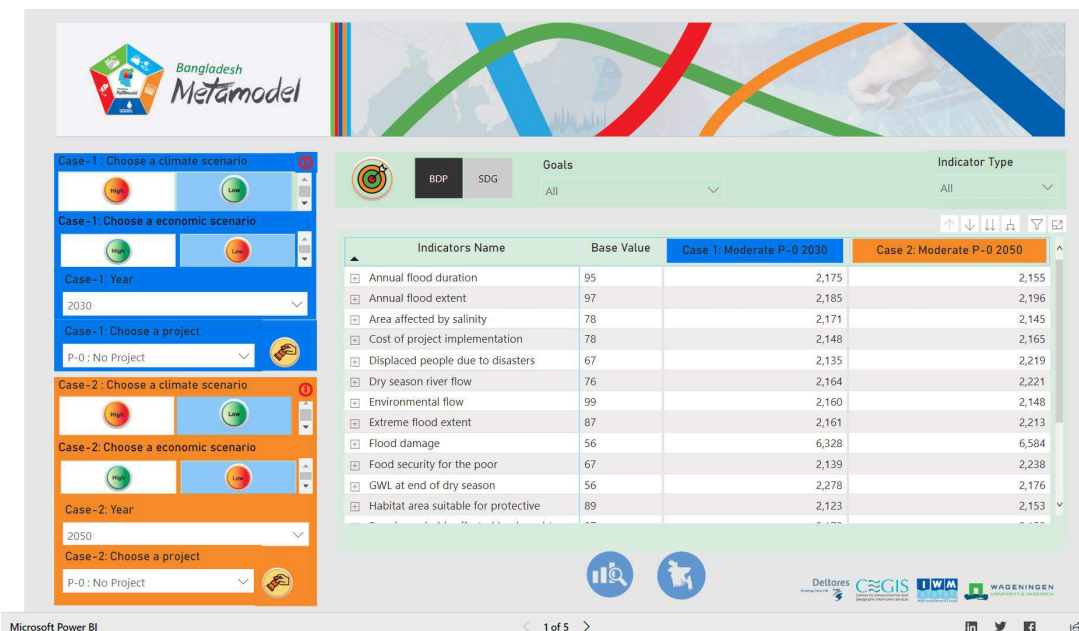 Bangladesh
Metamodel
Case-1 : Choose a climate scenario
High
Low
Case-1: Choose a economic scenario
High
Low
Case-1: Year
2030
Case-1: Choose a project
P-0 : No Project
Case-2 : Choose a climate scenario
High
Low
Case-2: Choose a economic scenario
High
Low
Case-2: Year
2050
Case-2: Choose a project
P-0 : No Project
BDP SDG
Goals
All
Indicator Type
All
Indicators Name Base Value Case 1: Moderate P-0 2030 Case 2: Moderate P-0 2050
Annual flood duration 95 2,175 2,155
Annual flood extent 97 2,185 2,196
Area affected by salinity 78 2,171 2,145
Cost of project implementation 78 2,148 2,165
Displaced people due to disasters 67 2,135 2,219
Dry season river flow 76 2,164 2,221
Environmental flow 99 2,160 2,148
Extreme flood extent 87 2,161 2,213
Flood damage 56 6,328 6,584
Food security for the poor 67 2,139 2,238
GWL at end of dry season 56 2,278 2,176
Habitat area suitable for protective 89 2,123 2,153
Deltares
CEGIS
IWM
WAGENINGEN
UNIVERSITY & RESEARCH
Microsoft Power BI
1 of 5